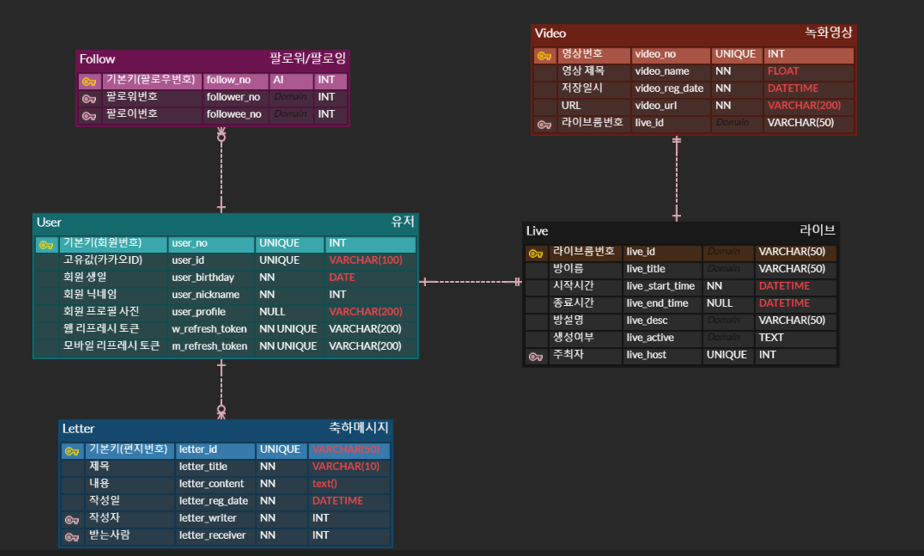 Follow 팔로워/팔로잉
기본키(팔로우번호) follow_no AI INT
팔로워번호 follower_no Domain INT
팔로이번호 followee_no Domain INT
Video 녹화영상
영상번호 video_no UNIQUE INT
영상 제목 video_name NN FLOAT
저장일시 video_reg_date NN DATETIME
URL video_url NN VARCHAR(200)
라이브룸번호 live_id Domain VARCHAR(50)
User 유저
기본키(회원번호) user_no UNIQUE INT
고유값(카카오ID) user_id UNIQUE VARCHAR(100)
회원 생일 user_birthday NN DATE
회원 닉네임 user_nickname NN INT
회원 프로필 사진 user_profile NULL VARCHAR(200)
웹 리프레시 토큰 w_refresh_token NN UNIQUE VARCHAR(200)
모바일 리프레시 토큰 m_refresh_token NN UNIQUE VARCHAR(200)
Live 라이브
라이브룸번호 live_id Domain VARCHAR(50)
방이름 live_title Domain VARCHAR(50)
시작시간 live_start_time NN DATETIME
종료시간 live_end_time NULL DATETIME
방설명 live_desc Domain VARCHAR(50)
생성여부 live_active Domain TEXT
주최자 live_host UNIQUE INT
Letter 축하메시지
기본키(편지번호) letter_id UNIQUE VARCHAR(50)
제목 letter_title NN VARCHAR(10)
내용 letter_content NN text()
작성일 letter_reg_date NN DATETIME
작성자 letter_writer NN INT
받는사람 letter_receiver NN INT